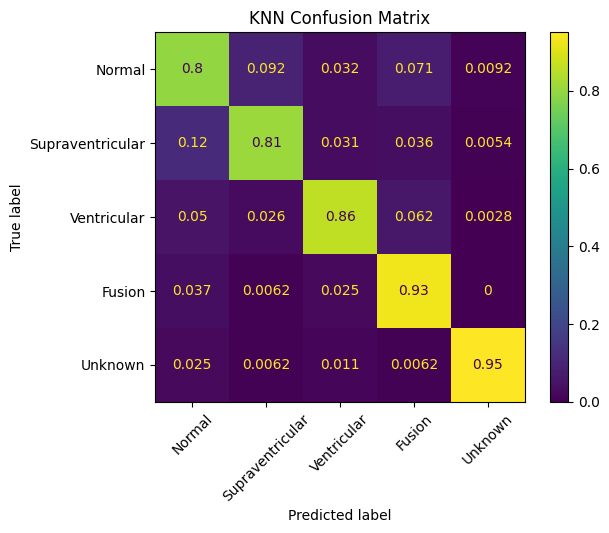 KNN Confusion Matrix
True label
Normal 0.8 0.092 0.032 0.071 0.0092
Supraventricular 0.12 0.81 0.031 0.036 0.0054
Ventricular 0.05 0.026 0.86 0.062 0.0028
Fusion 0.037 0.0062 0.025 0.93 0
Unknown 0.025 0.0062 0.011 0.0062 0.95
Normal Supraventricular Ventricular Fusion Unknown
Predicted label
0.8
0.6
0.4
0.2
0.0